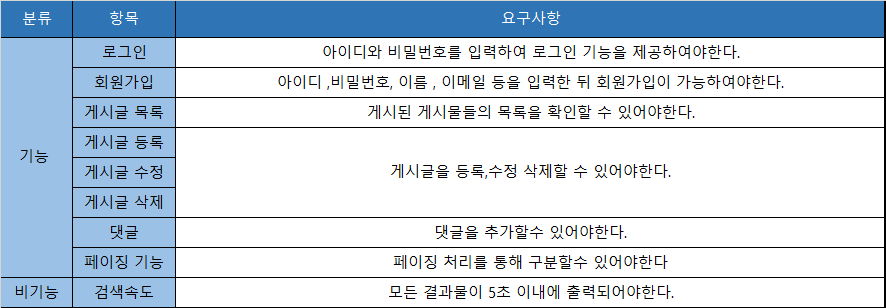 분류 항목 요구사항
로그인 아이디와 비밀번호를 입력하여 로그인 기능을 제공하여야한다.
회원가입 아이디 ,비밀번호, 이름 , 이메일 등을 입력한 뒤 회원가입이 가능하여야한다.
게시글 목록 게시된 게시물들의 목록을 확인할 수 있어야한다.
게시글 등록
기능
게시글 수정 게시글을 등록,수정 삭제할 수 있어야한다.
게시글 삭제
댓글 댓글을 추가할수 있어야한다.
페이징 기능 페이징 처리를 통해 구분할수 있어야한다
비기능 검색속도 모든 결과물이 5초 이내에 출력되어야한다.